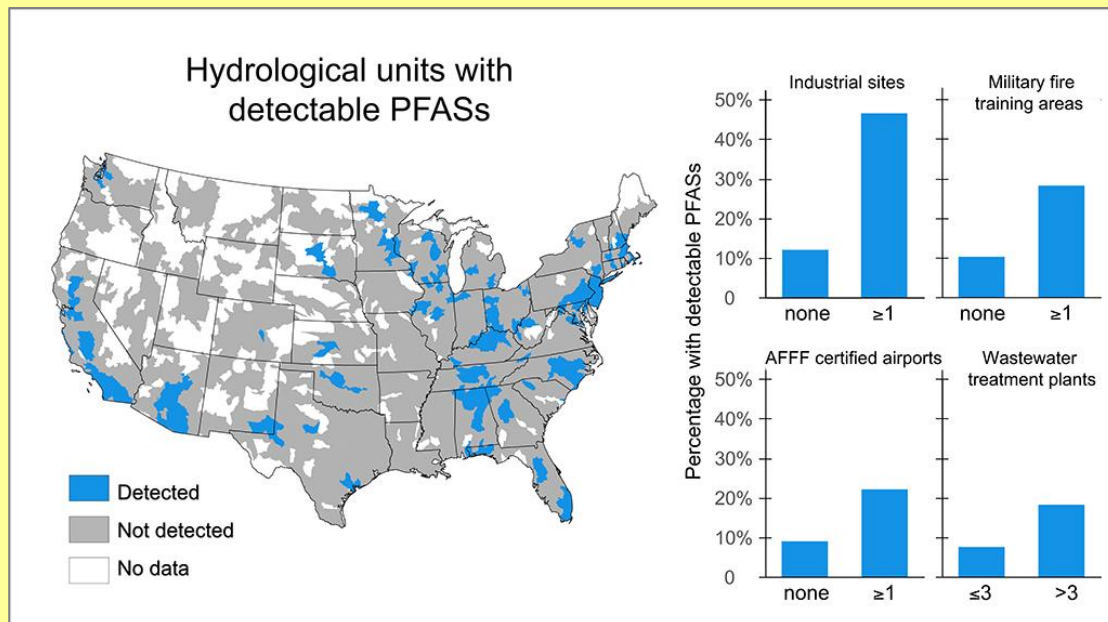 Hydrological units with
detectable PFASs
Detected
Not detected
No data
Percentage with detectable PFASs
Industrial sites
50%
40%
30%
20%
10%
0
none
≥1
Military fire
training areas
none
≥1
AFFF certified airports
50%
40%
30%
20%
10%
0
none
≥1
Wastewater
treatment plants
≤3
>3